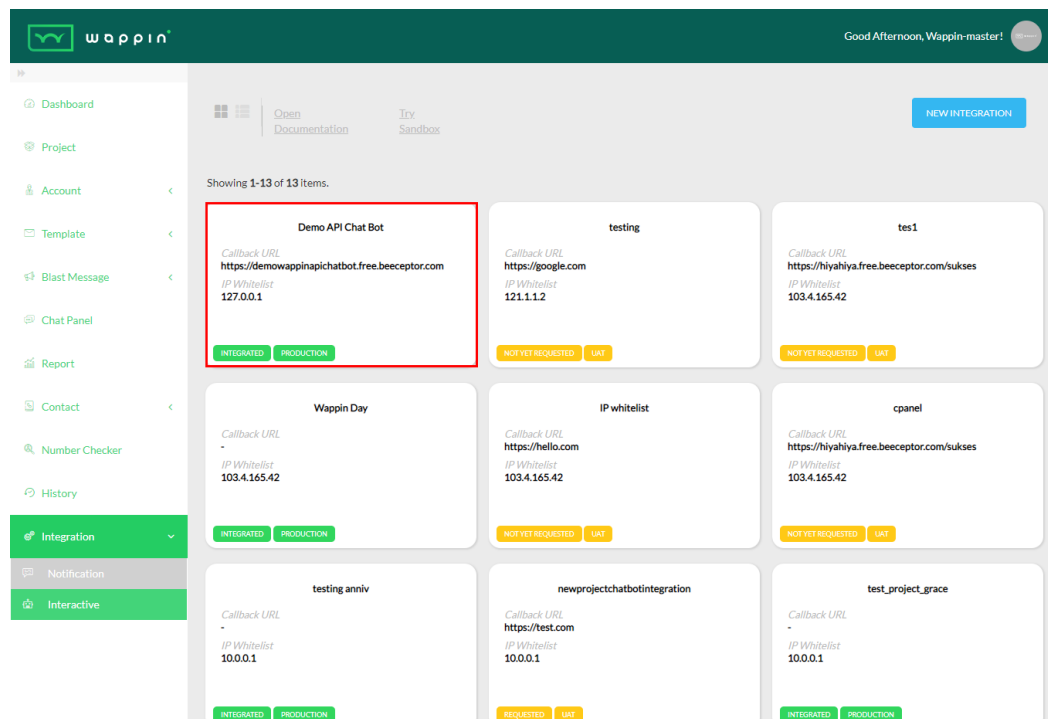 wappin
Good Afternoon, Wappin-master!
Dashboard
Project
Account
Template
Blast Message
Chat Panel
Report
Contact
Number Checker
History
Integration
Notification
Interactive
Open
Documentation
Try
Sandbox
NEW INTEGRATION
Showing 1-13 of 13 items.
Demo API Chat Bot
Callback URL
https://demowappinapichatbot.free.beeceptor.com
IP Whitelist
127.0.0.1
INTEGRATED PRODUCTION
testing
Callback URL
https://google.com
IP Whitelist
121.1.1.2
NOT YET REQUESTED UAT
tes1
Callback URL
https://hiyahiya.free.beeceptor.com/sukses
IP Whitelist
103.4.165.42
NOT YET REQUESTED UAT
Wappin Day
Callback URL
-
IP Whitelist
103.4.165.42
INTEGRATED PRODUCTION
IP whitelist
Callback URL
https://hello.com
IP Whitelist
103.4.165.42
NOT YET REQUESTED UAT
cpanel
Callback URL
https://hiyahiya.free.beeceptor.com/sukses
IP Whitelist
103.4.165.42
NOT YET REQUESTED UAT
testing anniv
Callback URL
-
IP Whitelist
10.0.0.1
INTEGRATED PRODUCTION
newprojectchatbotintegration
Callback URL
https://test.com
IP Whitelist
10.0.0.1
REQUESTED UAT
test_project_grace
Callback URL
-
IP Whitelist
10.0.0.1
INTEGRATED PRODUCTION